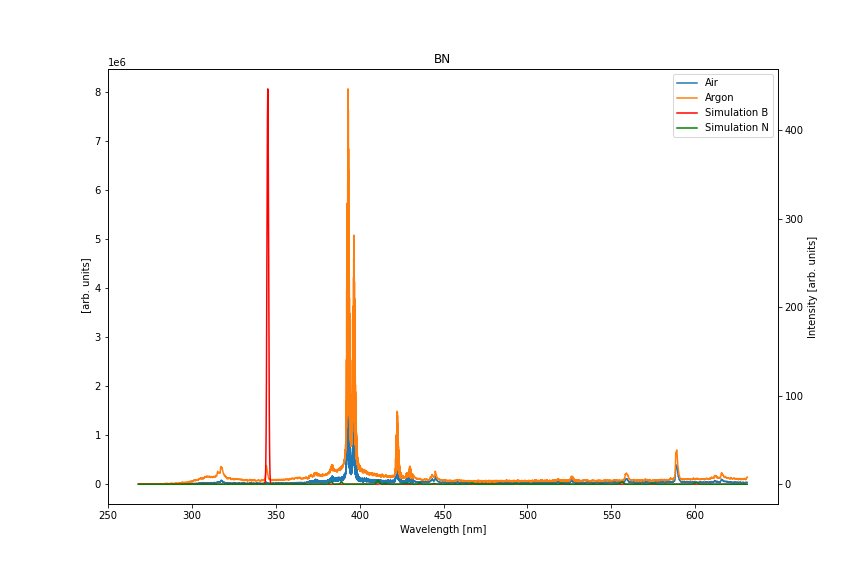 BN
1e6
Air
Argon
Simulation B
Simulation N
8
7
6
5
4
3
2
1
0
[arb. units]
400
300
200
100
0
Intensity [arb. units]
250
300
350
400
450
500
550
600
Wavelength [nm]